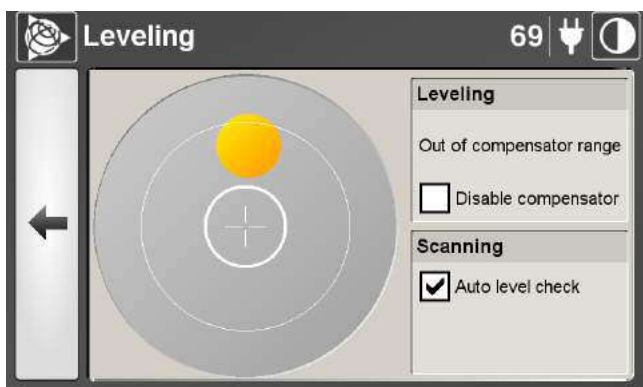 Leveling
69
Leveling
Out of compensator range
Disable compensator
Scanning
Auto level check